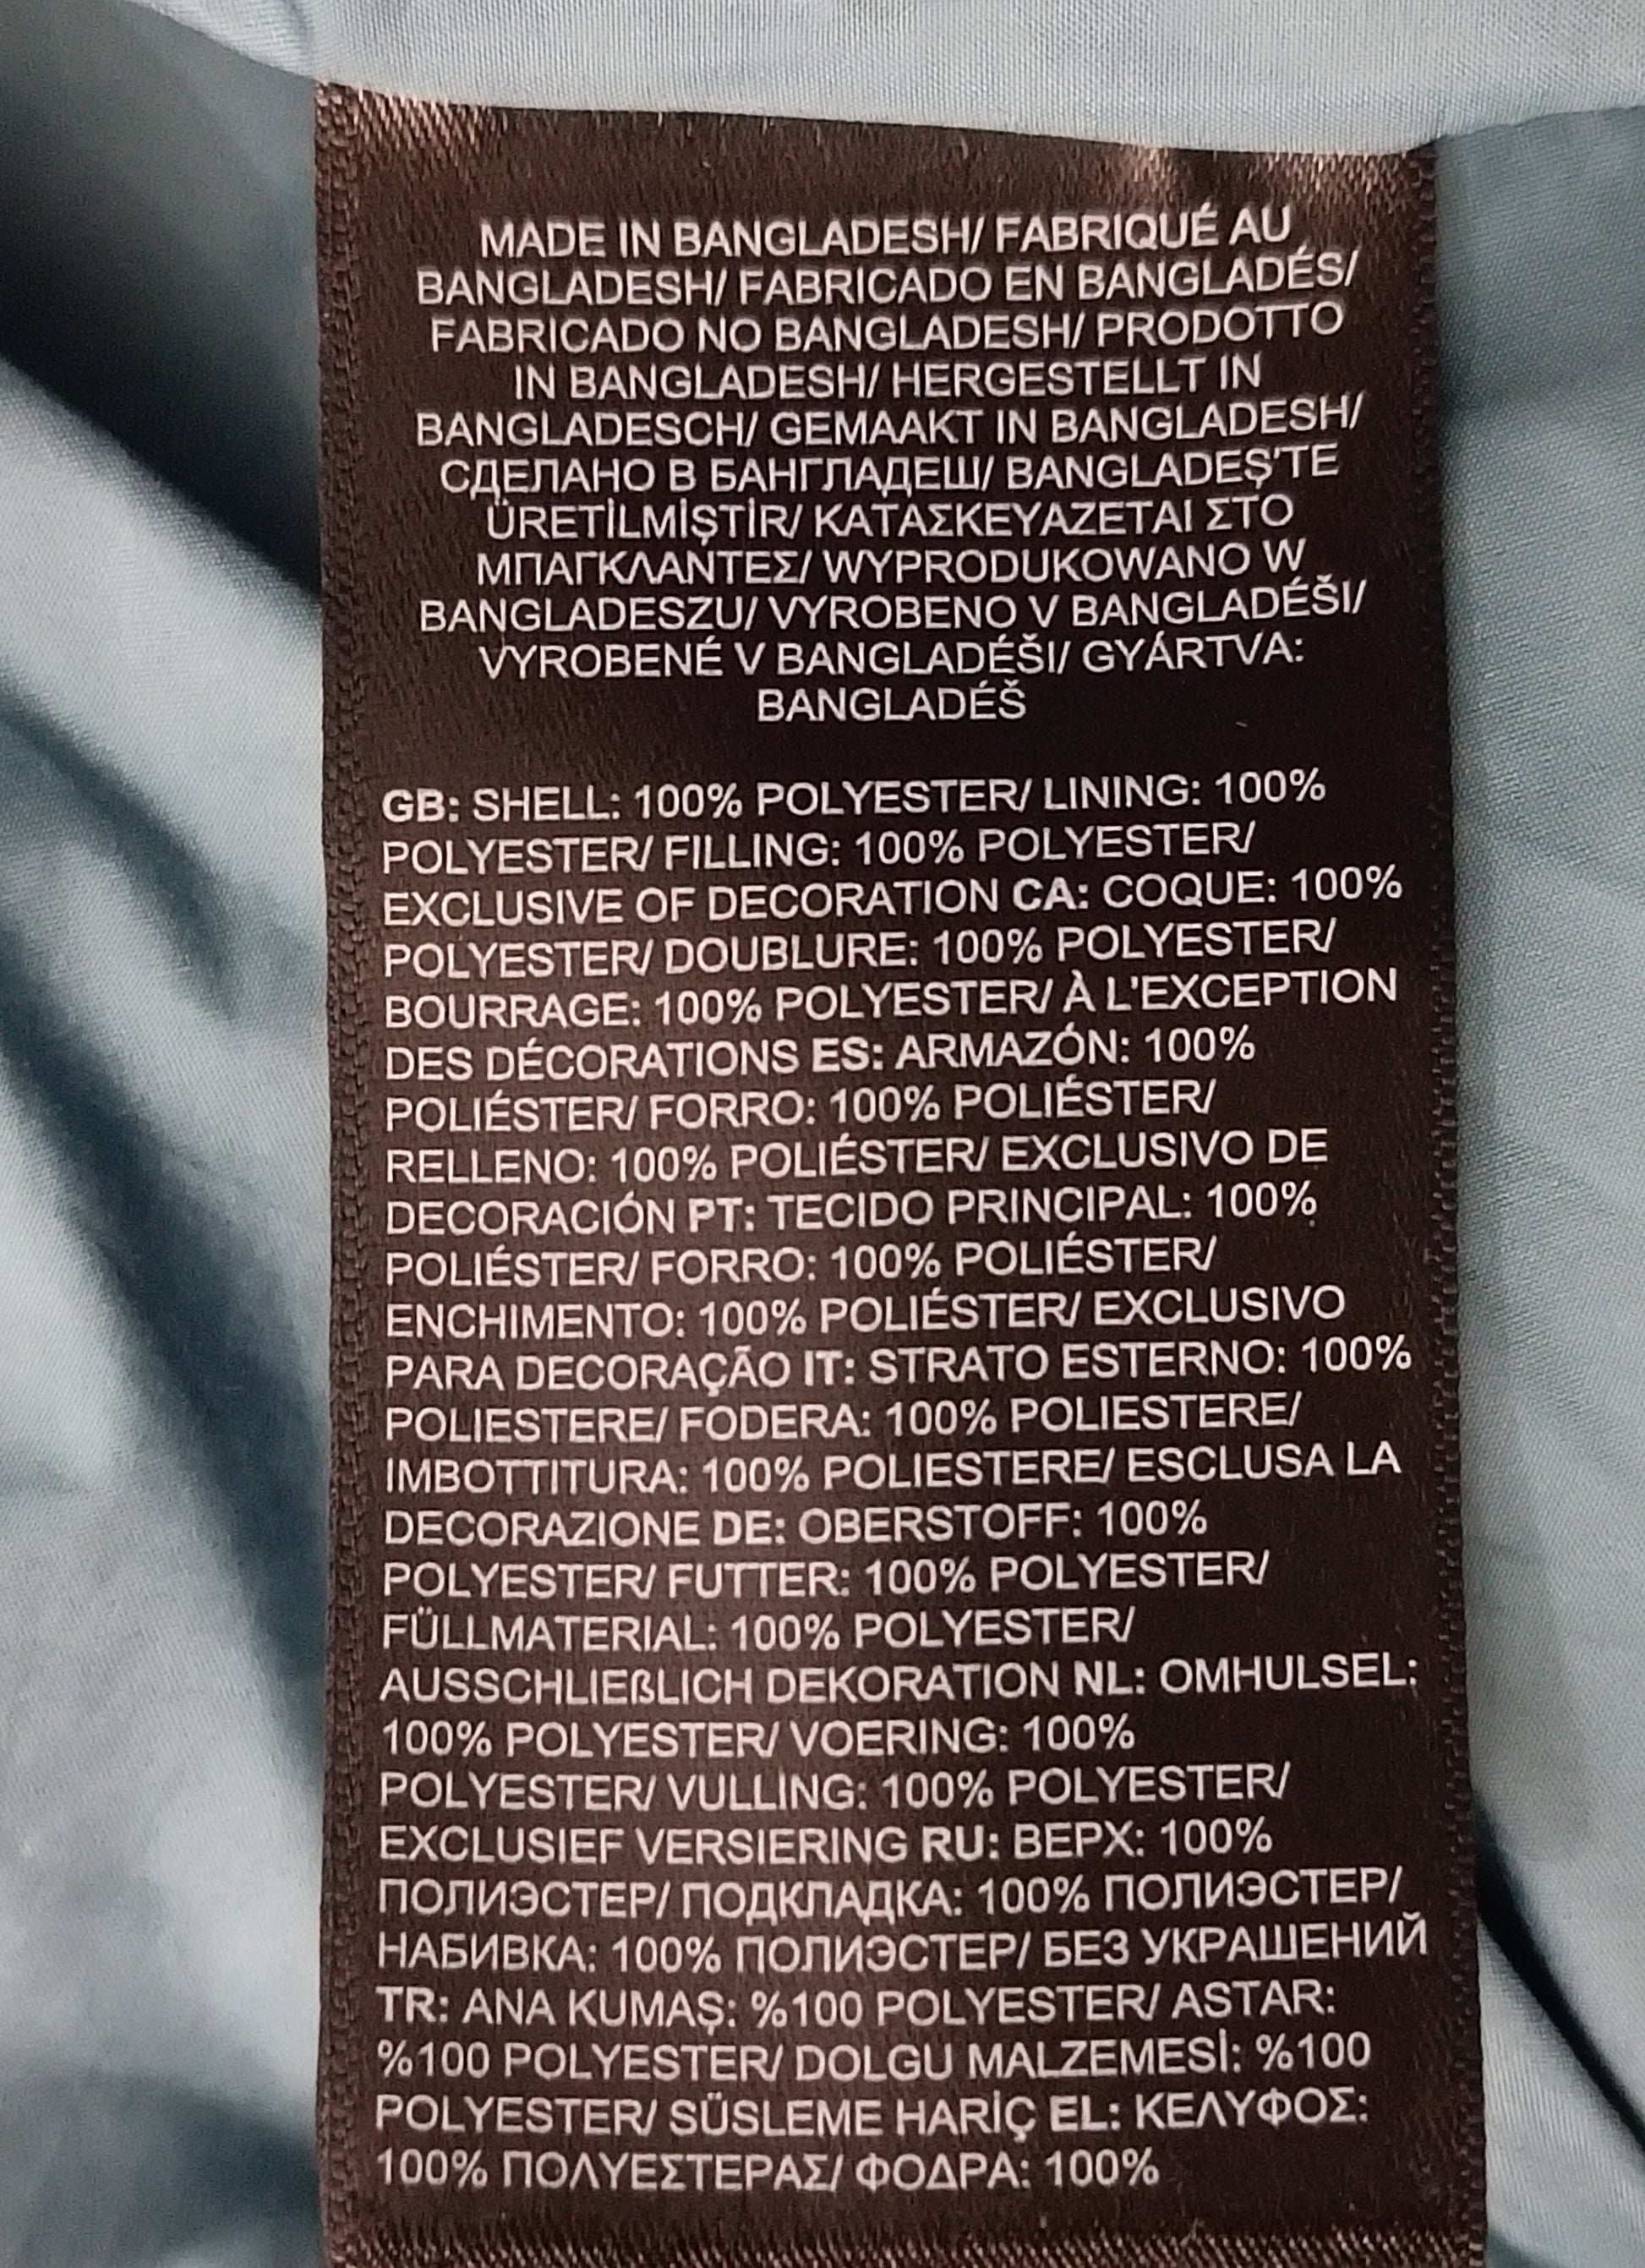 MADE IN BANGLADESH/ FABRIQUÉ AU
BANGLADESH/ FABRICADO EN BANGLADÉS/
FABRICADO NO BANGLADESH/ PRODOTTO
IN BANGLADESH/ HERGESTELLT IN
BANGLADESCH/ GEMAAKT IN BANGLADESH/
СДЕЛАНО В БАНГЛАДЕШ/ BANGLADEŞ'TE
ÜRETİLMİŞTİR/ ΚΑΤΑΣΚΕΥΑΖΕΤΑΙ ΣΤΟ
ΜΠΑΓΚΛΑΝΤΕΣ/ WYPRODUKOWANO W
BANGLADESZU/ VYROBENO V BANGLADÉŠI/
VYROBENÉ V BANGLADÉŠI/ GYÁRTVA:
BANGLADÉŠ
GB: SHELL: 100% POLYESTER/ LINING: 100%
POLYESTER/ FILLING: 100% POLYESTER/
EXCLUSIVE OF DECORATION CA: COQUE: 100%
POLYESTER/ DOUBLURE: 100% POLYESTER/
BOURRAGE: 100% POLYESTER/ À L'EXCEPTION
DES DÉCORATIONS ES: ARMAZÓN: 100%
POLIÉSTER/ FORRO: 100% POLIÉSTER/
RELLENO: 100% POLIÉSTER/ EXCLUSIVO DE
DECORACIÓN PT: TECIDO PRINCIPAL: 100%
POLIÉSTER/ FORRO: 100% POLIÉSTER/
ENCHIMENTO: 100% POLIÉSTER/ EXCLUSIVO
PARA DECORAÇÃO IT: STRATO ESTERNO: 100%
POLIESTERE/ FODERA: 100% POLIESTERE/
IMBOTTITURA: 100% POLIESTERE/ ESCLUSA LA
DECORAZIONE DE: OBERSTOFF: 100%
POLYESTER/ FUTTER: 100% POLYESTER/
FÜLLMATERIAL: 100% POLYESTER/
AUSSCHLIEßLICH DEKORATION NL: OMHULSEL:
100% POLYESTER/ VOERING: 100%
POLYESTER/ VULLING: 100% POLYESTER/
EXCLUSIEF VERSIERING RU: ВЕРХ: 100%
ПОЛИЭСТЕР/ ПОДКЛАДКА: 100% ПОЛИЭСТЕР/
НАБИВКА: 100% ПОЛИЭСТЕР/ БЕЗ УКРАШЕНИЙ
TR: ANA KUMAŞ: %100 POLYESTER/ ASTAR:
%100 POLYESTER/ DOLGU MALZEMESİ: %100
POLYESTER/ SÜSLEME HARİÇ EL: ΚΕΛΥΦΟΣ:
100% ΠΟΛΥΕΣΤΕΡΑΣ/ ΦΟΔΡΑ: 100%